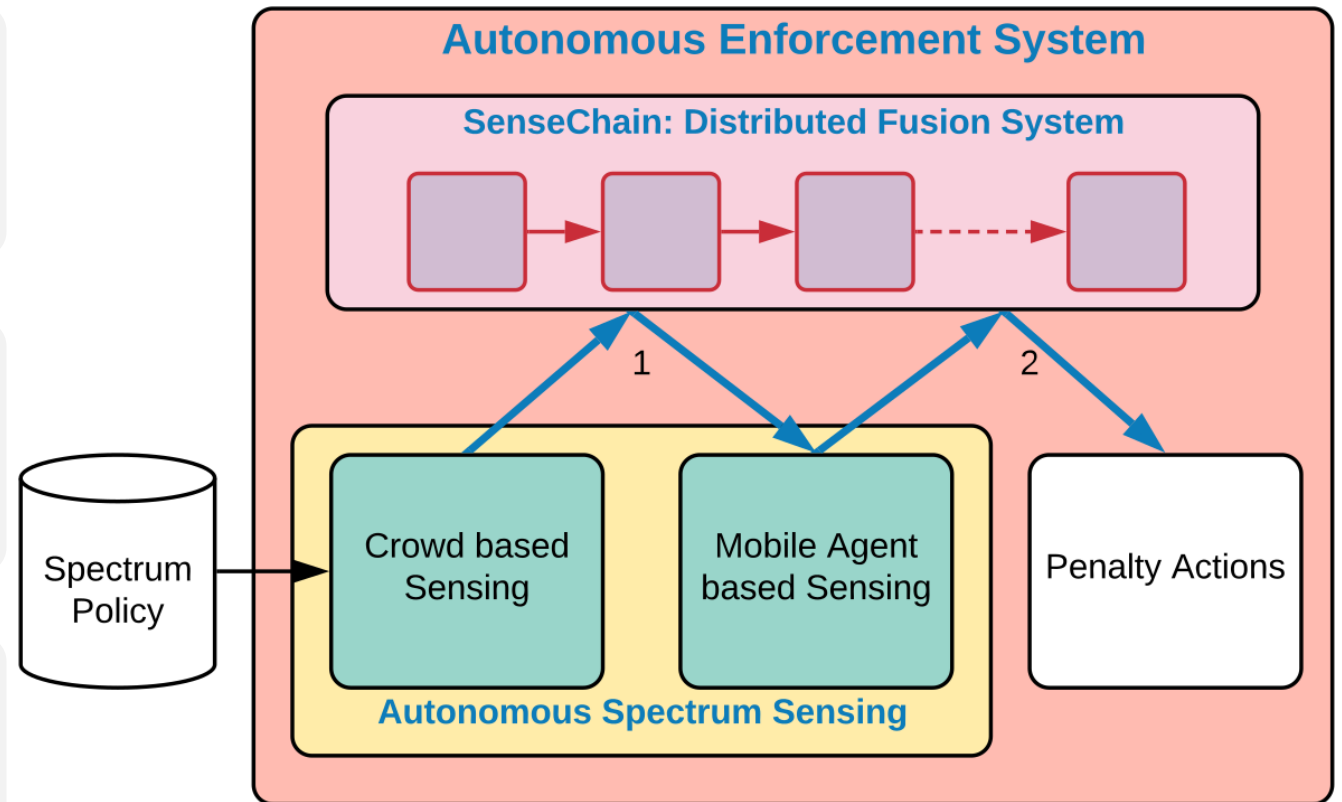 Autonomous Enforcement System
SenseChain: Distributed Fusion System
1
2
Spectrum
Policy
Crowd based
Sensing
Mobile Agent
based Sensing
Penalty Actions
Autonomous Spectrum Sensing